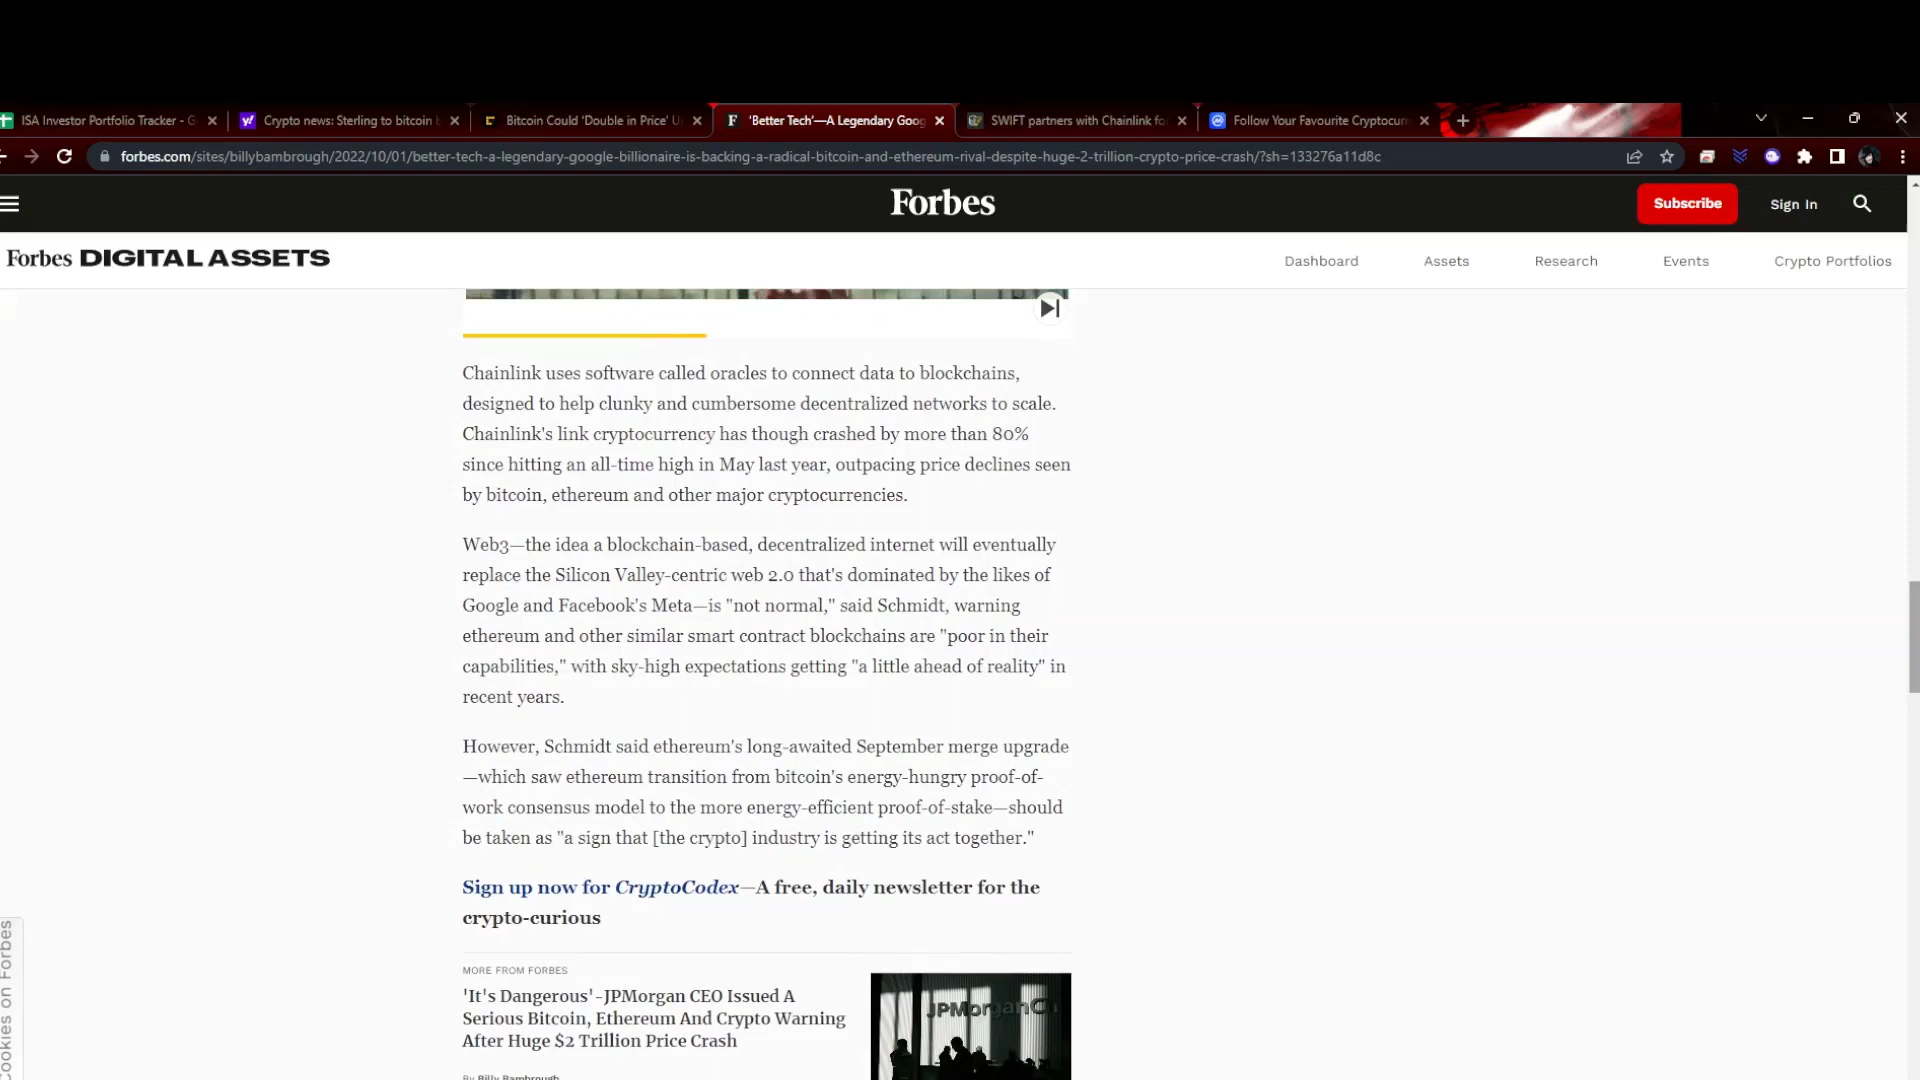 ISA Investor Portfolio Tracker - G
Crypto news: Sterling to bitcoin
Bitcoin Could 'Double in Price' U
'Better Tech'—A Legendary Goog
SWIFT partners with Chainlink fo
Follow Your Favourite Cryptocurr
forbes.com/sites/billybambrough/2022/10/01/better-tech-a-legendary-google-billionaire-is-backing-a-radical-bitcoin-and-ethereum-rival-despite-huge-2-trillion-crypto-price-crash/?sh=133276a11d8c
Forbes
Subscribe
Sign In
Forbes DIGITAL ASSETS
Dashboard
Assets
Research
Events
Crypto Portfolios
Chainlink uses software called oracles to connect data to blockchains,
designed to help clunky and cumbersome decentralized networks to scale.
Chainlink's link cryptocurrency has though crashed by more than 80%
since hitting an all-time high in May last year, outpacing price declines seen
by bitcoin, ethereum and other major cryptocurrencies.
Web3—the idea a blockchain-based, decentralized internet will eventually
replace the Silicon Valley-centric web 2.0 that's dominated by the likes of
Google and Facebook's Meta—is "not normal," said Schmidt, warning
ethereum and other similar smart contract blockchains are "poor in their
capabilities," with sky-high expectations getting "a little ahead of reality" in
recent years.
However, Schmidt said ethereum's long-awaited September merge upgrade
—which saw ethereum transition from bitcoin's energy-hungry proof-of-
work consensus model to the more energy-efficient proof-of-stake—should
be taken as "a sign that [the crypto] industry is getting its act together."
Sign up now for CryptoCodex—A free, daily newsletter for the
crypto-curious
MORE FROM FORBES
'It's Dangerous'-JPMorgan CEO Issued A
Serious Bitcoin, Ethereum And Crypto Warning
After Huge $2 Trillion Price Crash
By Billy Bambrough
JPMorganCh
Cookies on Forbes